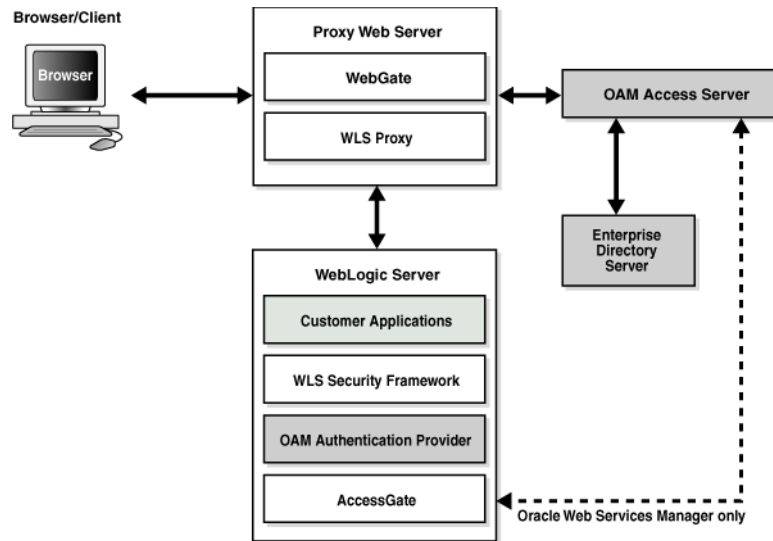 Browser/Client
Browser
Proxy Web Server
WebGate
WLS Proxy
OAM Access Server
Enterprise
Directory
Server
WebLogic Server
Customer Applications
WLS Security Framework
OAM Authentication Provider
AccessGate
Oracle Web Services Manager only